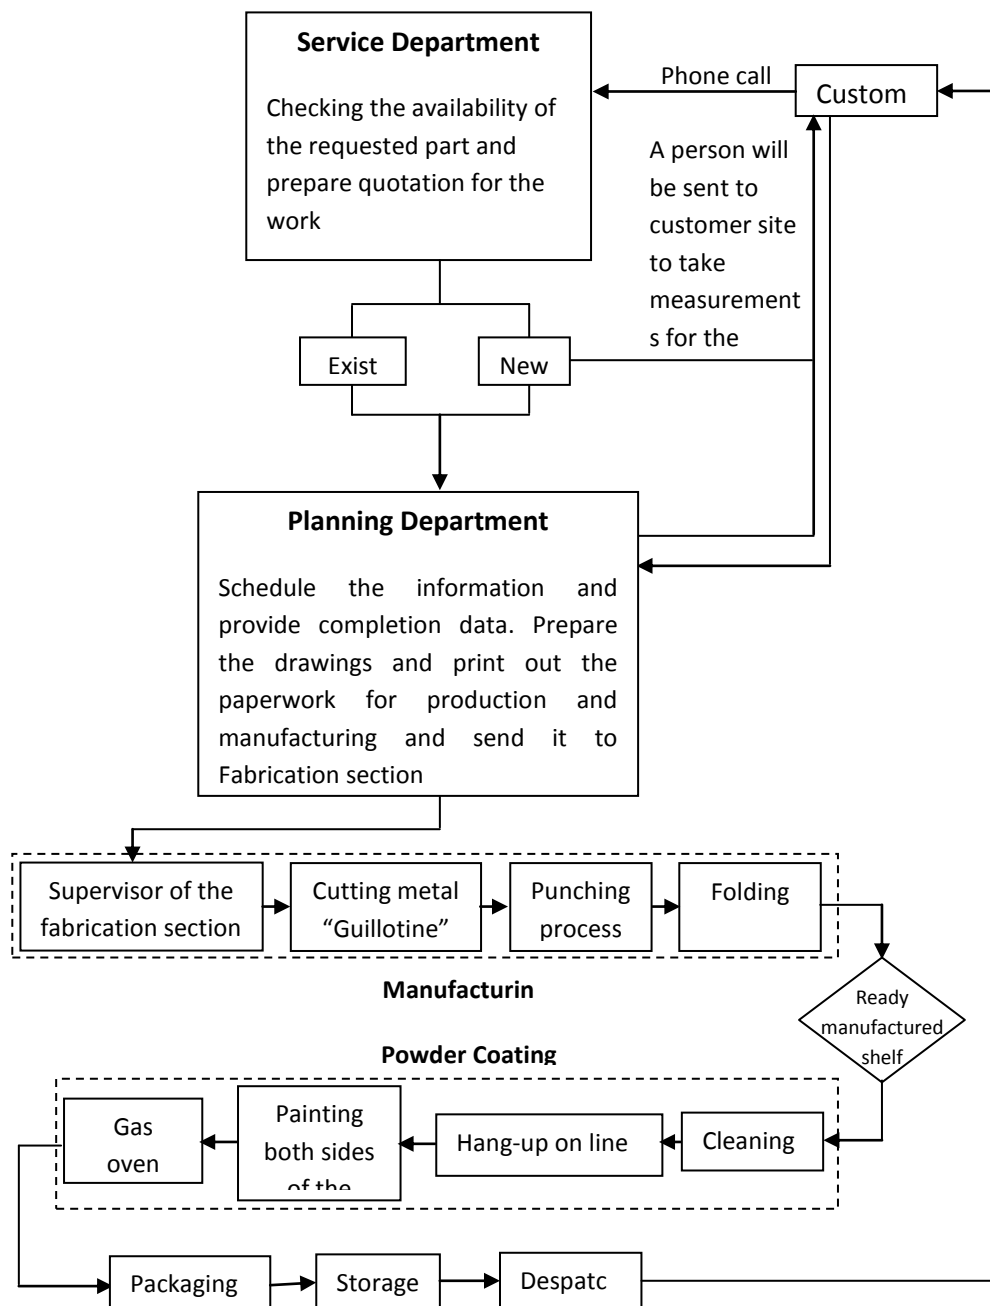 Service Department
Checking the availability of
the requested part and
prepare quotation for the
work
Phone call
Custom
A person will
be sent to
customer site
to take
measurement
s for the
Exist
New
Planning Department
Schedule the information and
provide completion data. Prepare
the drawings and print out the
paperwork for production and
manufacturing and send it to
Fabrication section
Supervisor of the
fabrication section
Cutting metal
“Guillotine”
Punching
process
Folding
Manufacturin
Ready
manufactured
shelf
Powder Coating
Gas
oven
Painting
both sides
of the
Hang-up on line
Cleaning
Packaging
Storage
Despatc